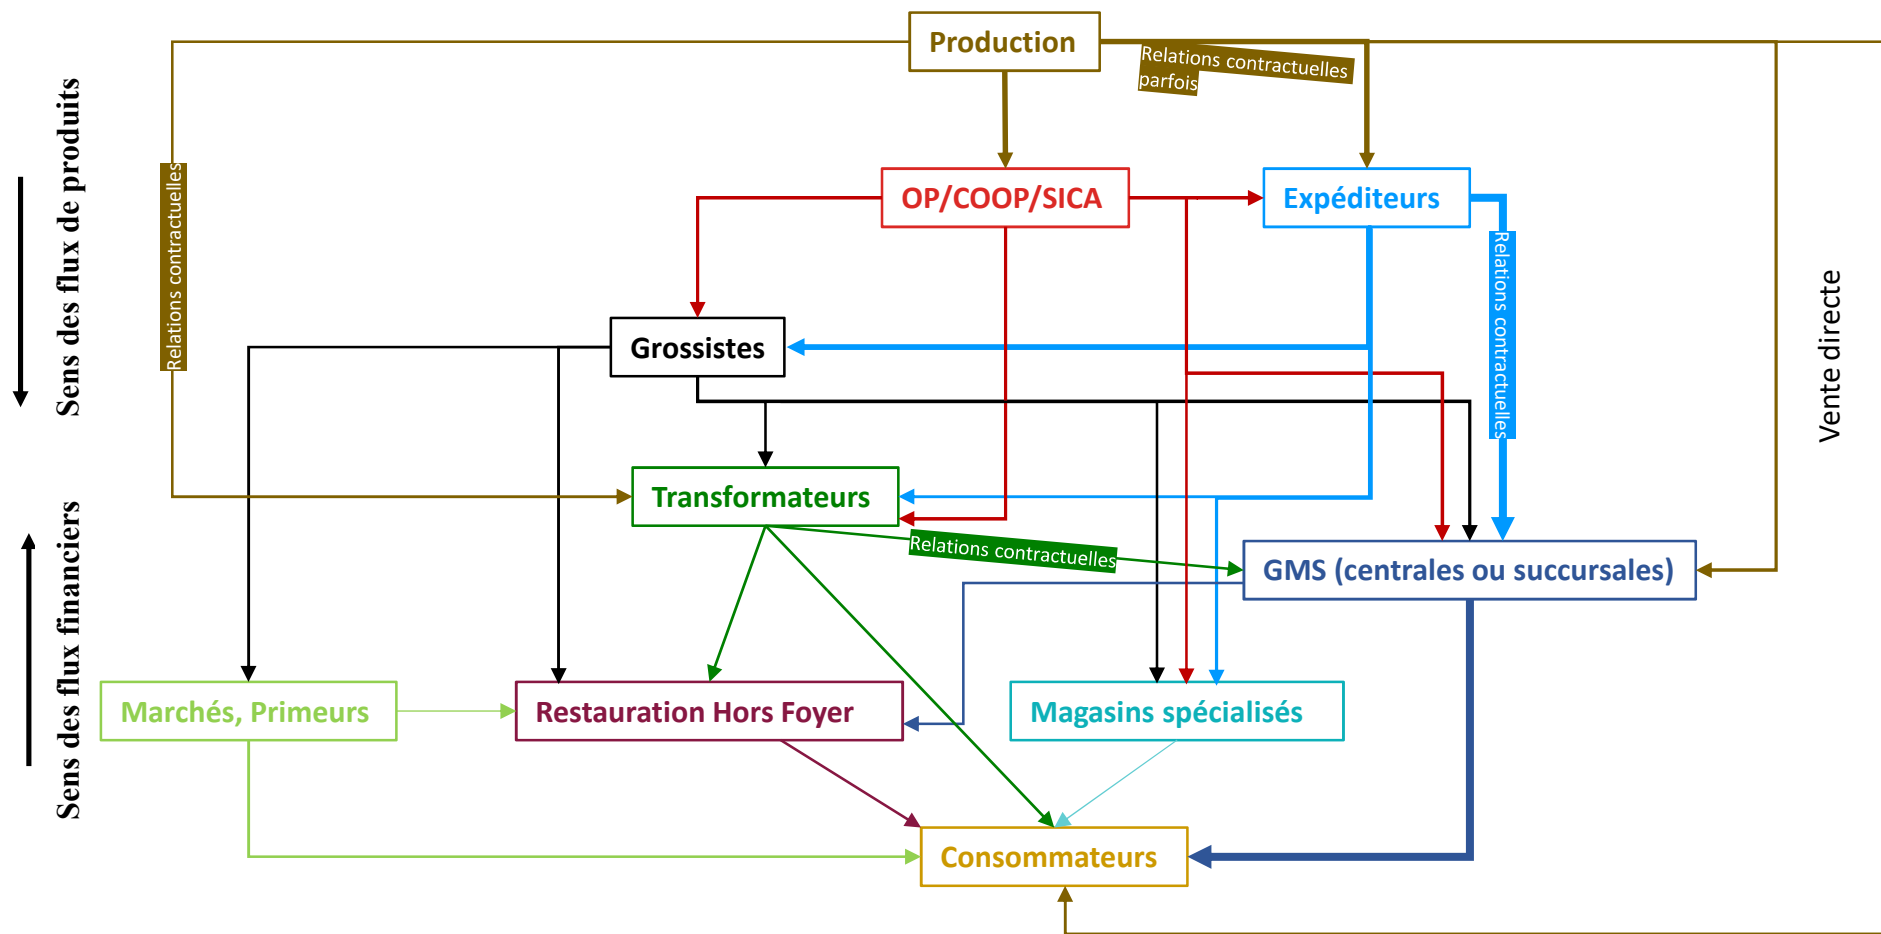 Production
Relations contractuelles
parfois
Sens des flux de produits
Relations contractuelles
OP/COOP/SICA
Expéditeurs
Relations contractuelles
Vente directe
Grossistes
Transformateurs
Relations contractuelles
GMS (centrales ou succursales)
Sens des flux financiers
Marchés, Primeurs
Restauration Hors Foyer
Magasins spécialisés
Consommateurs